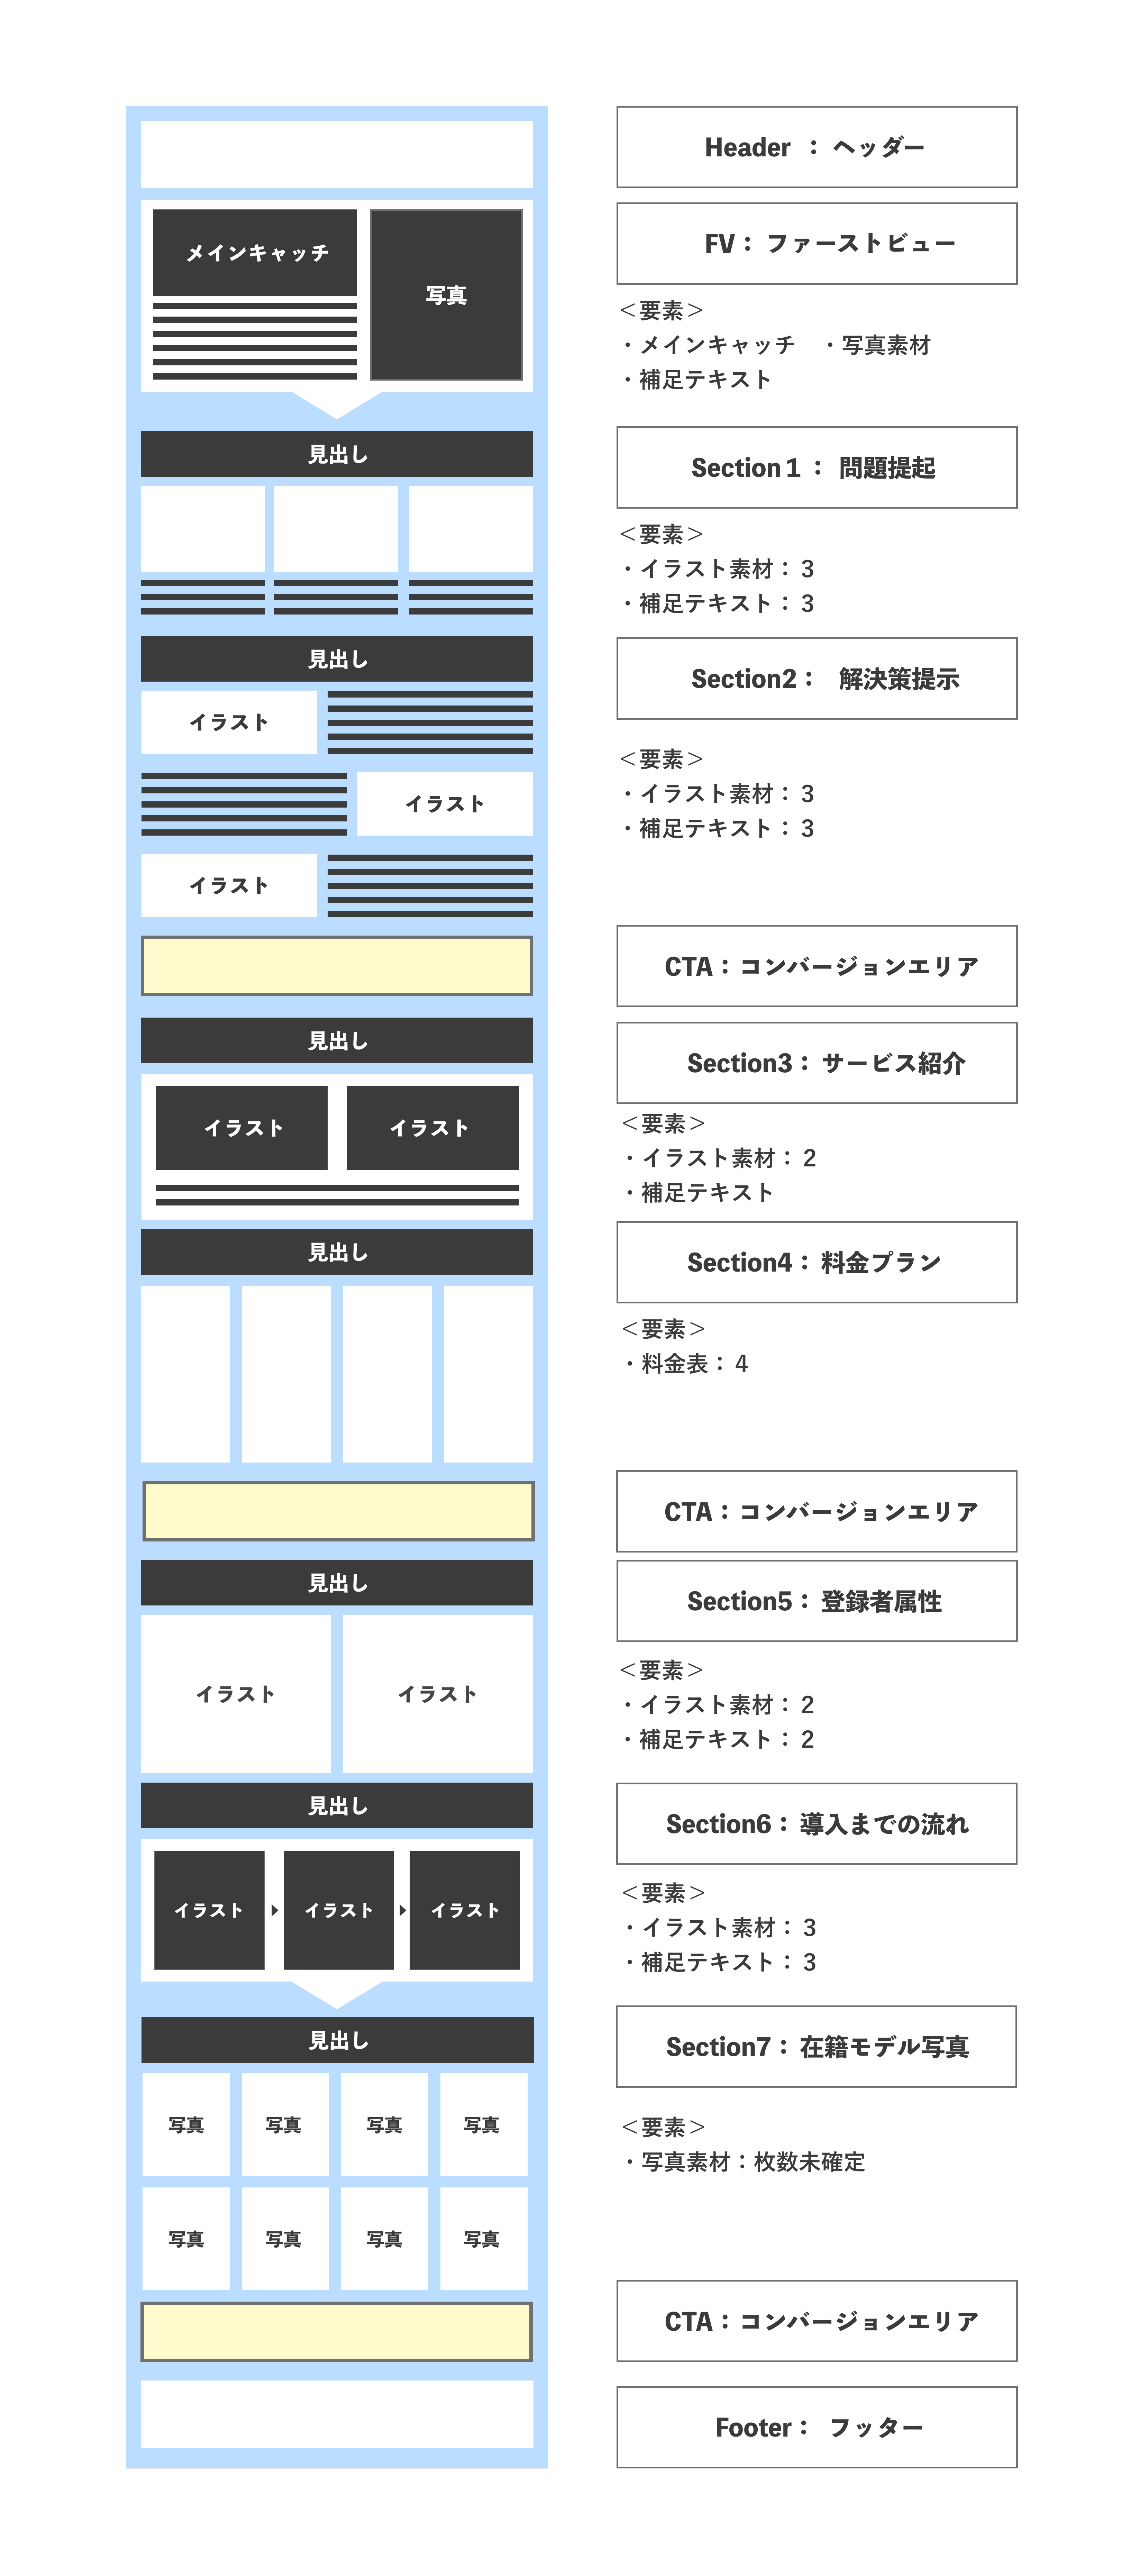 Header ： ヘッダー
メインキャッチ
写真
FV： ファーストビュー
＜要素＞
・メインキャッチ　・写真素材
・補足テキスト
見出し
Section１： 問題提起
＜要素＞
・イラスト素材：３
・補足テキスト：３
見出し
イラスト
イラスト
イラスト
Section2： 解決策提示
＜要素＞
・イラスト素材：３
・補足テキスト：３
CTA：コンバージョンエリア
見出し
イラスト
イラスト
Section3：サービス紹介
＜要素＞
・イラスト素材：２
・補足テキスト
見出し
Section4：料金プラン
＜要素＞
・料金表：４
CTA：コンバージョンエリア
見出し
イラスト
イラスト
Section5：登録者属性
＜要素＞
・イラスト素材：２
・補足テキスト：２
見出し
イラスト
イラスト
イラスト
Section6：導入までの流れ
＜要素＞
・イラスト素材：３
・補足テキスト：３
見出し
写真
写真
写真
写真
写真
写真
写真
写真
Section7：在籍モデル写真
＜要素＞
・写真素材：枚数未確定
CTA：コンバージョンエリア
Footer： フッター